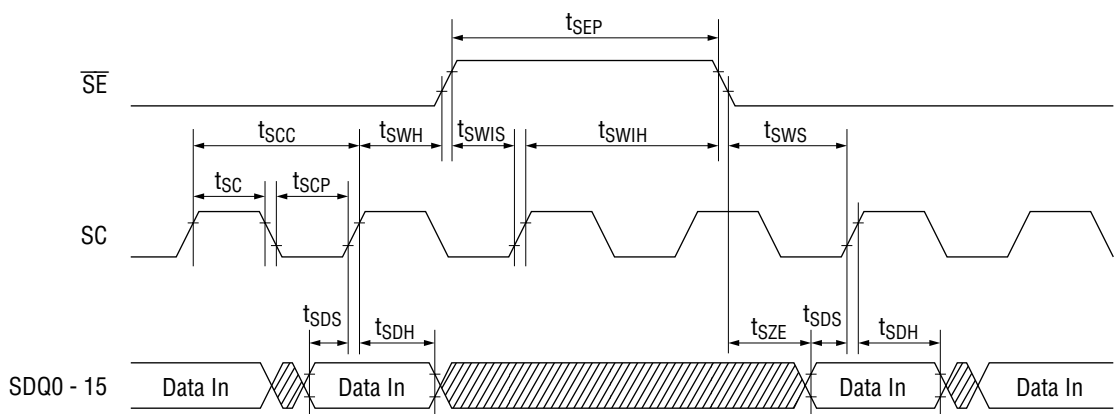 tSEP
SE
tSCC tSWH tSWIS tSWIH tSWS
tSC tSCP
SC
tSDS tSDH tSZE tSDS tSDH
SDQ0 - 15 Data In Data In Data In Data In